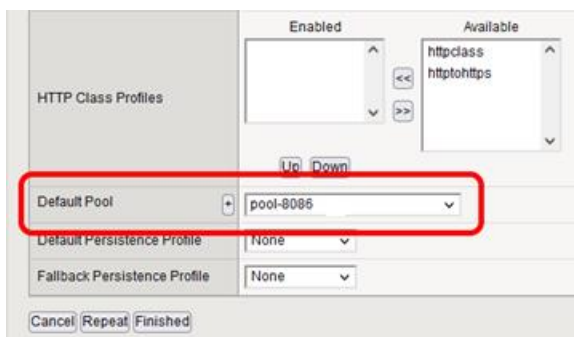 Enabled Available
httpclass
httptohttps
<<
>>
HTTP Class Profiles
Up Down
Default Pool + pool-8086
Default Persistence Profile None
Fallback Persistence Profile None
Cancel Repeat Finished